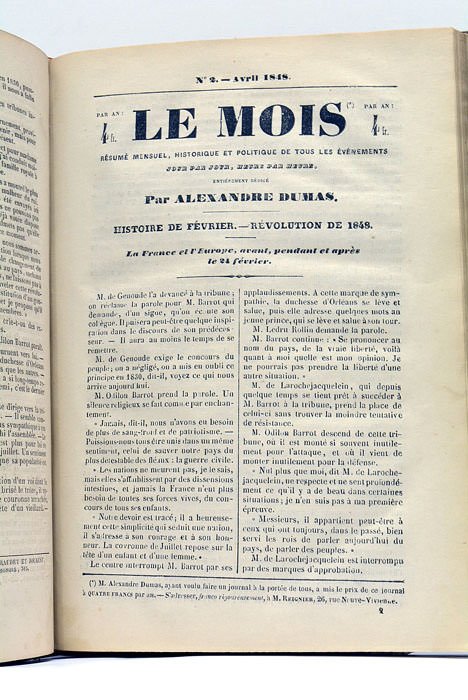 N° 2. — Avril 1848.
PAR AN :
4 fr.
LE MOIS (*)
PAR AN :
4 fr.
RÉSUMÉ MENSUEL, HISTORIQUE ET POLITIQUE DE TOUS LES ÉVÉNEMENTS
JOUR PAR JOUR, HEURE PAR HEURE,
ENTIÈREMENT RÉDIGÉ
Par ALEXANDRE DUMAS.
HISTOIRE DE FÉVRIER. — RÉVOLUTION DE 1848.
La France et l'Europe, avant, pendant et après
le 24 février.
M. de Genoude l'a devancé à la tribune ;
on réclame la parole pour M. Barrot qui
demande, d'un signe, qu'on écoute son
collègue. Il puisera peut-être quelque inspi-
ration dans le discours de son prédéces-
seur. — Il aura au moins le temps de se
remettre.
M. de Genoude exige le concours du
peuple ; on a négligé, on a mis en oubli ce
principe en 1830, dit-il, voyez ce qui nous
arrive aujourd'hui.
M. Odilon Barrot prend la parole. Un
silence religieux se fait comme par enchan-
tement.
« Jamais, dit-il, nous n'avons eu besoin
de plus de sang-froid et de patriotisme. —
Puissions-nous tous être unis dans un même
sentiment, celui de sauver notre pays du
plus détestable des fléaux : la guerre civile.
« Les nations ne meurent pas, je le sais,
mais elles s'affaiblissent par des dissensions
intestines, et jamais la France n'eut plus
besoin de toutes ses forces vives, du con-
cours de tous ses enfants.
« Notre devoir est tracé ; il a heureuse-
ment cette simplicité qui séduit une nation,
il s'adresse à son courage et à son hon-
neur. La couronne de Juillet repose sur la
tête d'un enfant et d'une femme. »
Le centre interrompt M. Barrot par ses
applaudissements. A cette marque de sym-
pathie, la duchesse d'Orléans se lève et
salue, puis elle adresse quelques mots au
jeune prince, qui se lève et salue à son tour.
M. Ledru Rollin demande la parole.
M. Barrot continue : « Se prononcer au
nom du pays, de la vraie liberté, voilà
quant à moi quelle est mon opinion. Je
ne pourrais pas prendre la liberté d'une
autre situation. »
M. de Larochejacquelein, qui depuis
quelque temps se tient prêt à succéder à
M. Barrot à la tribune, prend la place de
celui-ci sans trouver la moindre tentative
de résistance.
M. Odilon Barrot descend de cette tri-
bune, où il est monté si souvent inutile-
ment pour l'attaque, et où il vient de
monter inutilement pour la défense.
« Nul plus que moi, dit M. de Laroche-
jacquelein, ne respecte et ne sent profondé-
ment ce qu'il y a de beau dans certaines
situations ; je n'en suis pas à ma première
épreuve.
« Messieurs, il appartient peut-être à
ceux qui ont toujours, dans le passé, bien
servi les rois de parler aujourd'hui du
pays, de parler des peuples. »
M. de Larochejacquelein est interrompu
par des marques d'approbation.
(*) M. Alexandre Dumas, ayant voulu faire un journal à la portée de tous, a mis le prix de ce journal
à QUATRE FRANCS par an. — S'adresser, franco rigoureusement, à M. REIGNIER, 26, rue Neuve-Vivienne.
2